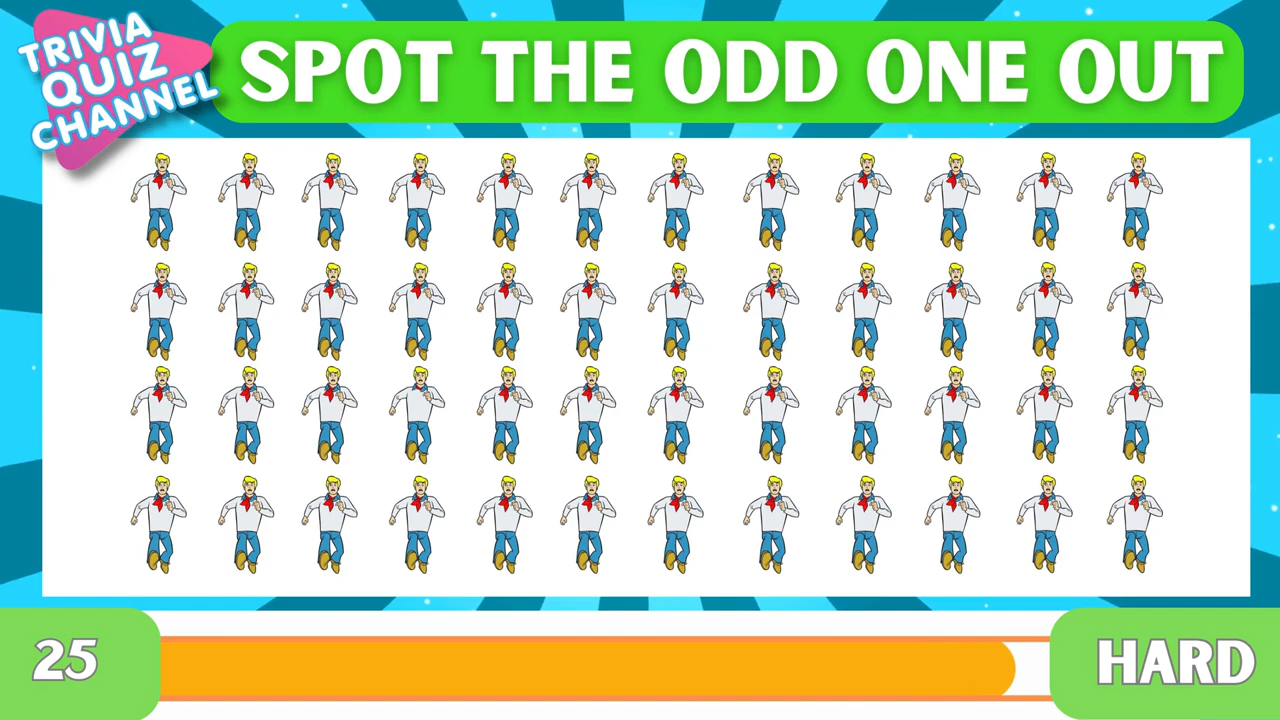 TRIVIA
QUIZ
CHANNEL
SPOT THE ODD ONE OUT
25
HARD